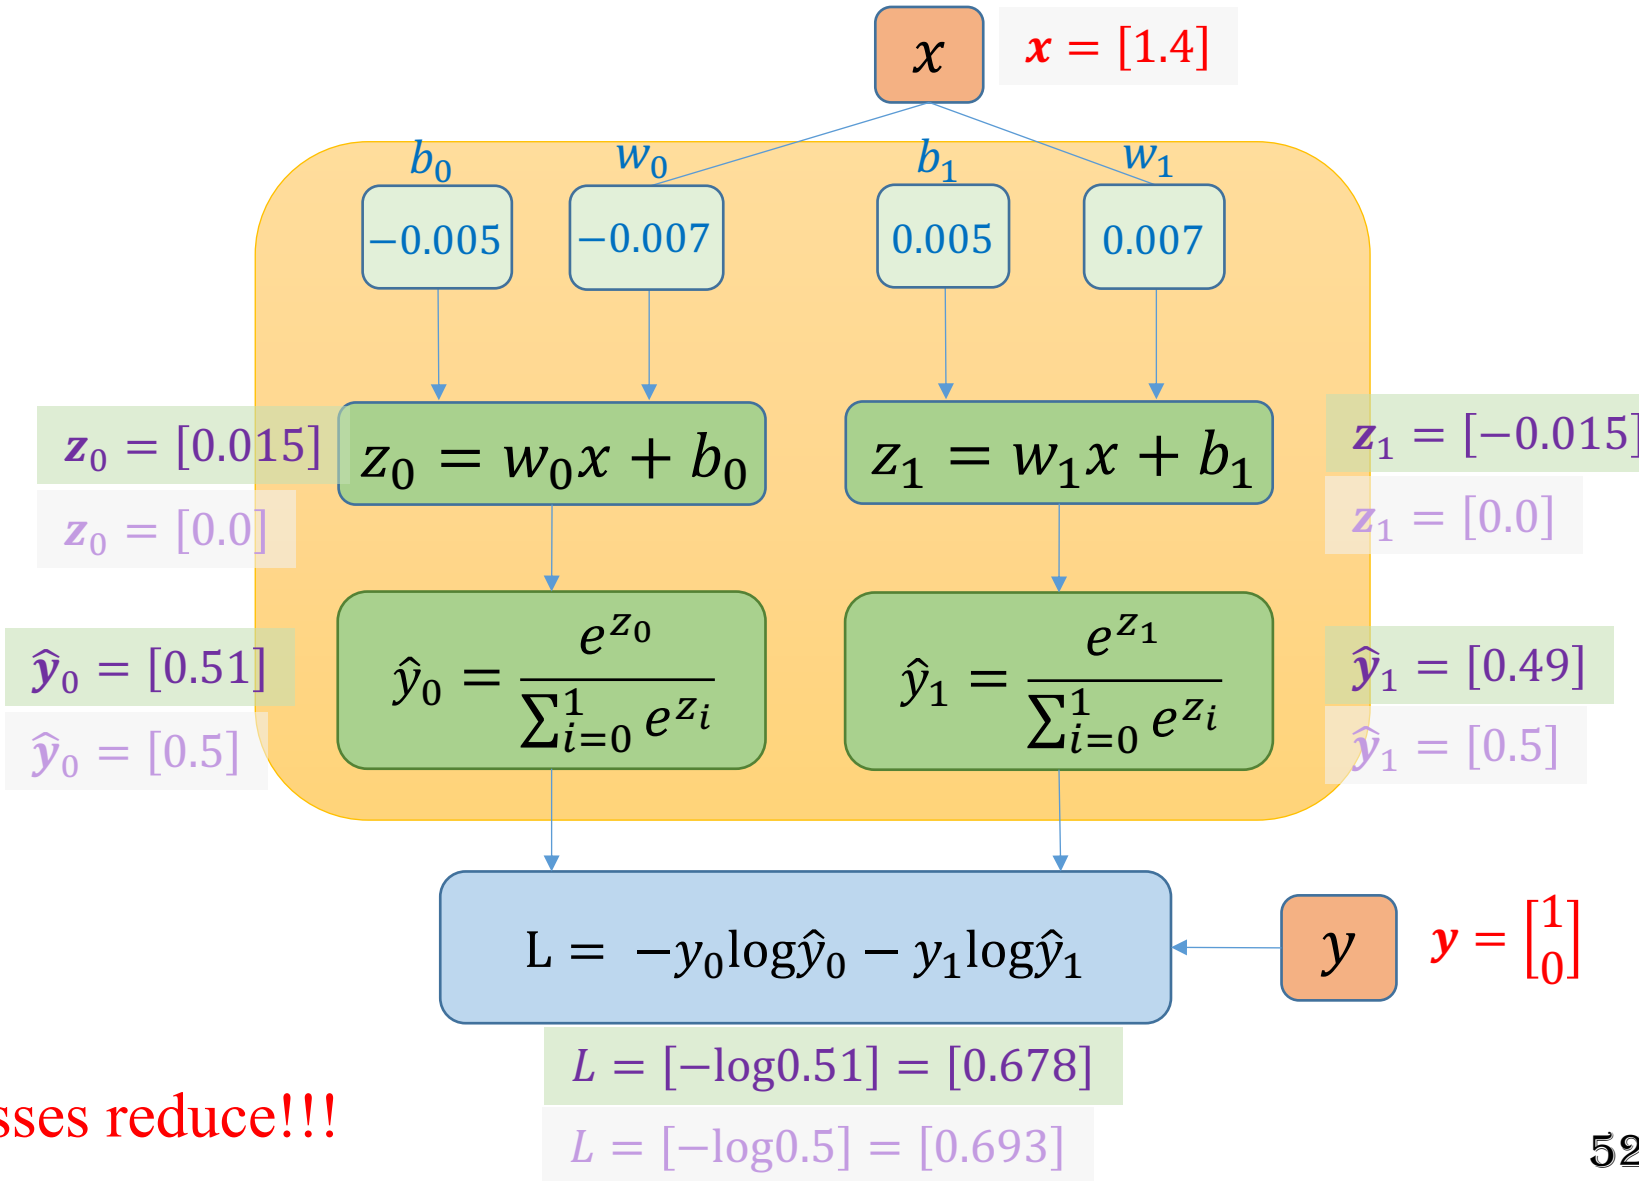 x
x = [1.4]
b₀ w₀ b₁ w₁
−0.005 −0.007 0.005 0.007
z₀ = [0.015]
z₀ = w₀x + b₀
z₁ = w₁x + b₁
z₁ = [−0.015]
z₀ = [0.0]
z₁ = [0.0]
ŷ₀ = [0.51]
ŷ₀ = e^{z₀} / ∑_{i=0}^{1} e^{z_i}
ŷ₁ = e^{z₁} / ∑_{i=0}^{1} e^{z_i}
ŷ₁ = [0.49]
ŷ₀ = [0.5]
ŷ₁ = [0.5]
L = −y₀logŷ₀ − y₁logŷ₁
y
y = [1 0]
L = [−log0.51] = [0.678]
L = [−log0.5] = [0.693]
reduce!!!
52